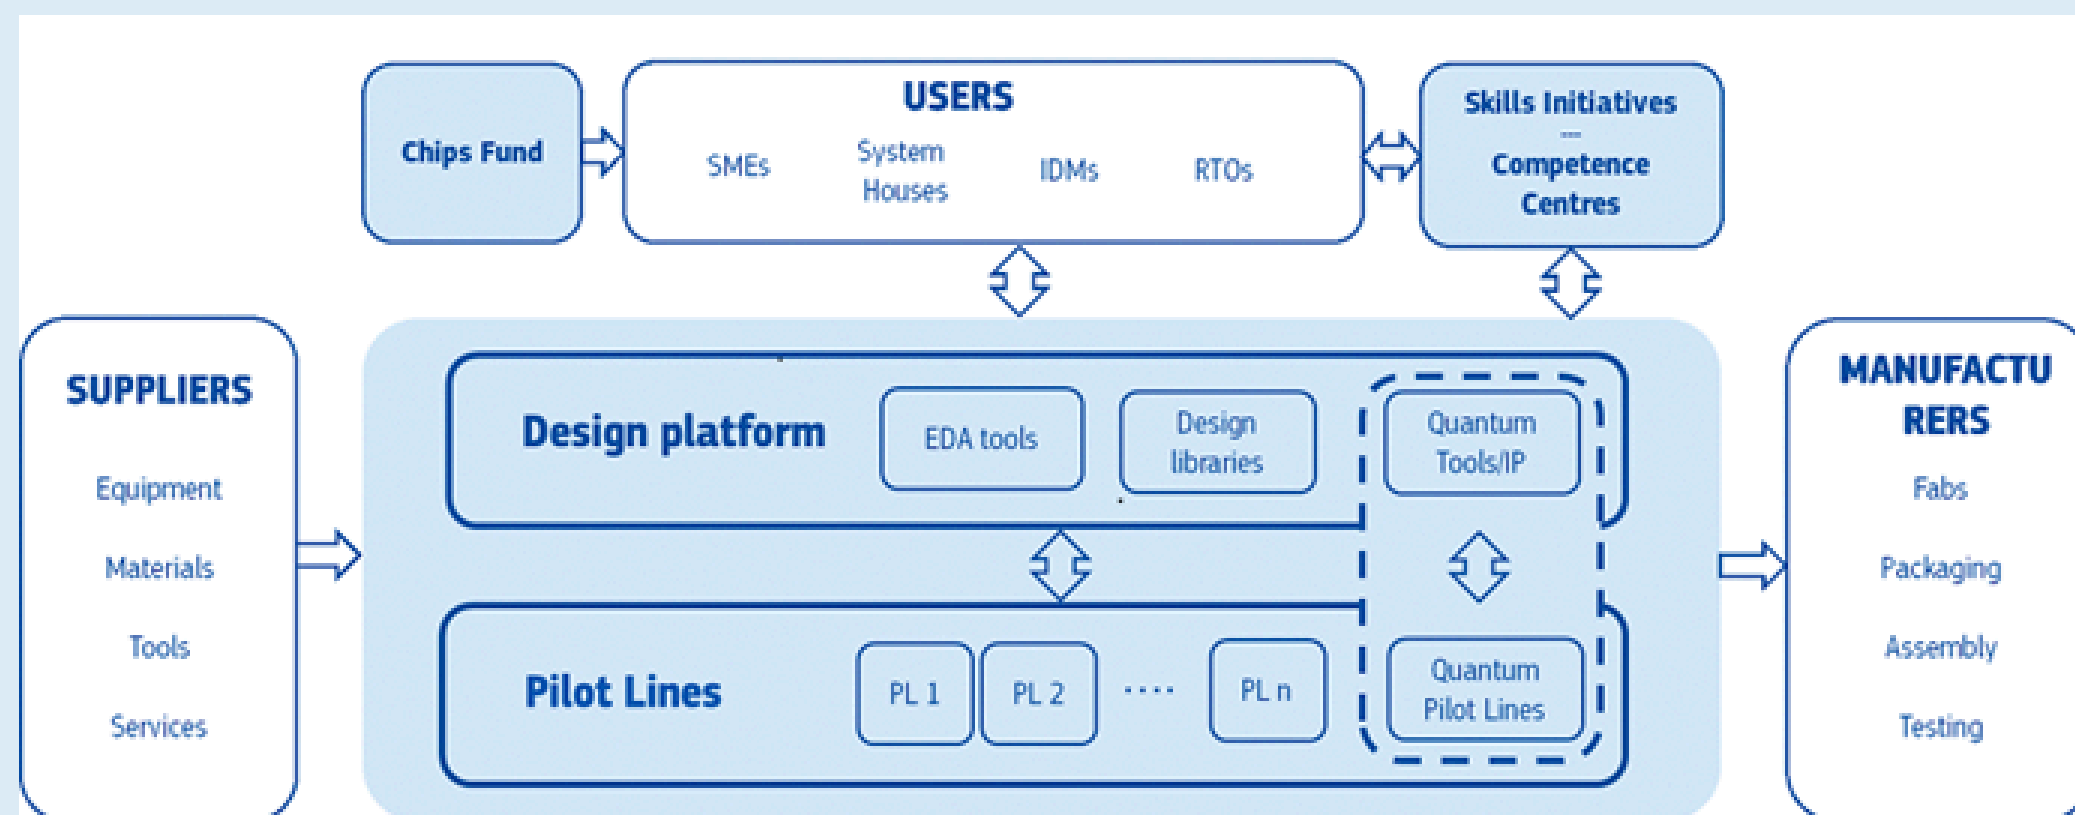 Chips Fund
USERS
SMEs
System
Houses
IDMs
RTOs
Skills Initiatives
---
Competence
Centres
SUPPLIERS
Equipment
Materials
Tools
Services
Design platform
EDA tools
Design
libraries
Quantum
Tools/IP
Pilot Lines
PL 1
PL 2
....
PL n
Quantum
Pilot Lines
MANUFACTU
RERS
Fabs
Packaging
Assembly
Testing